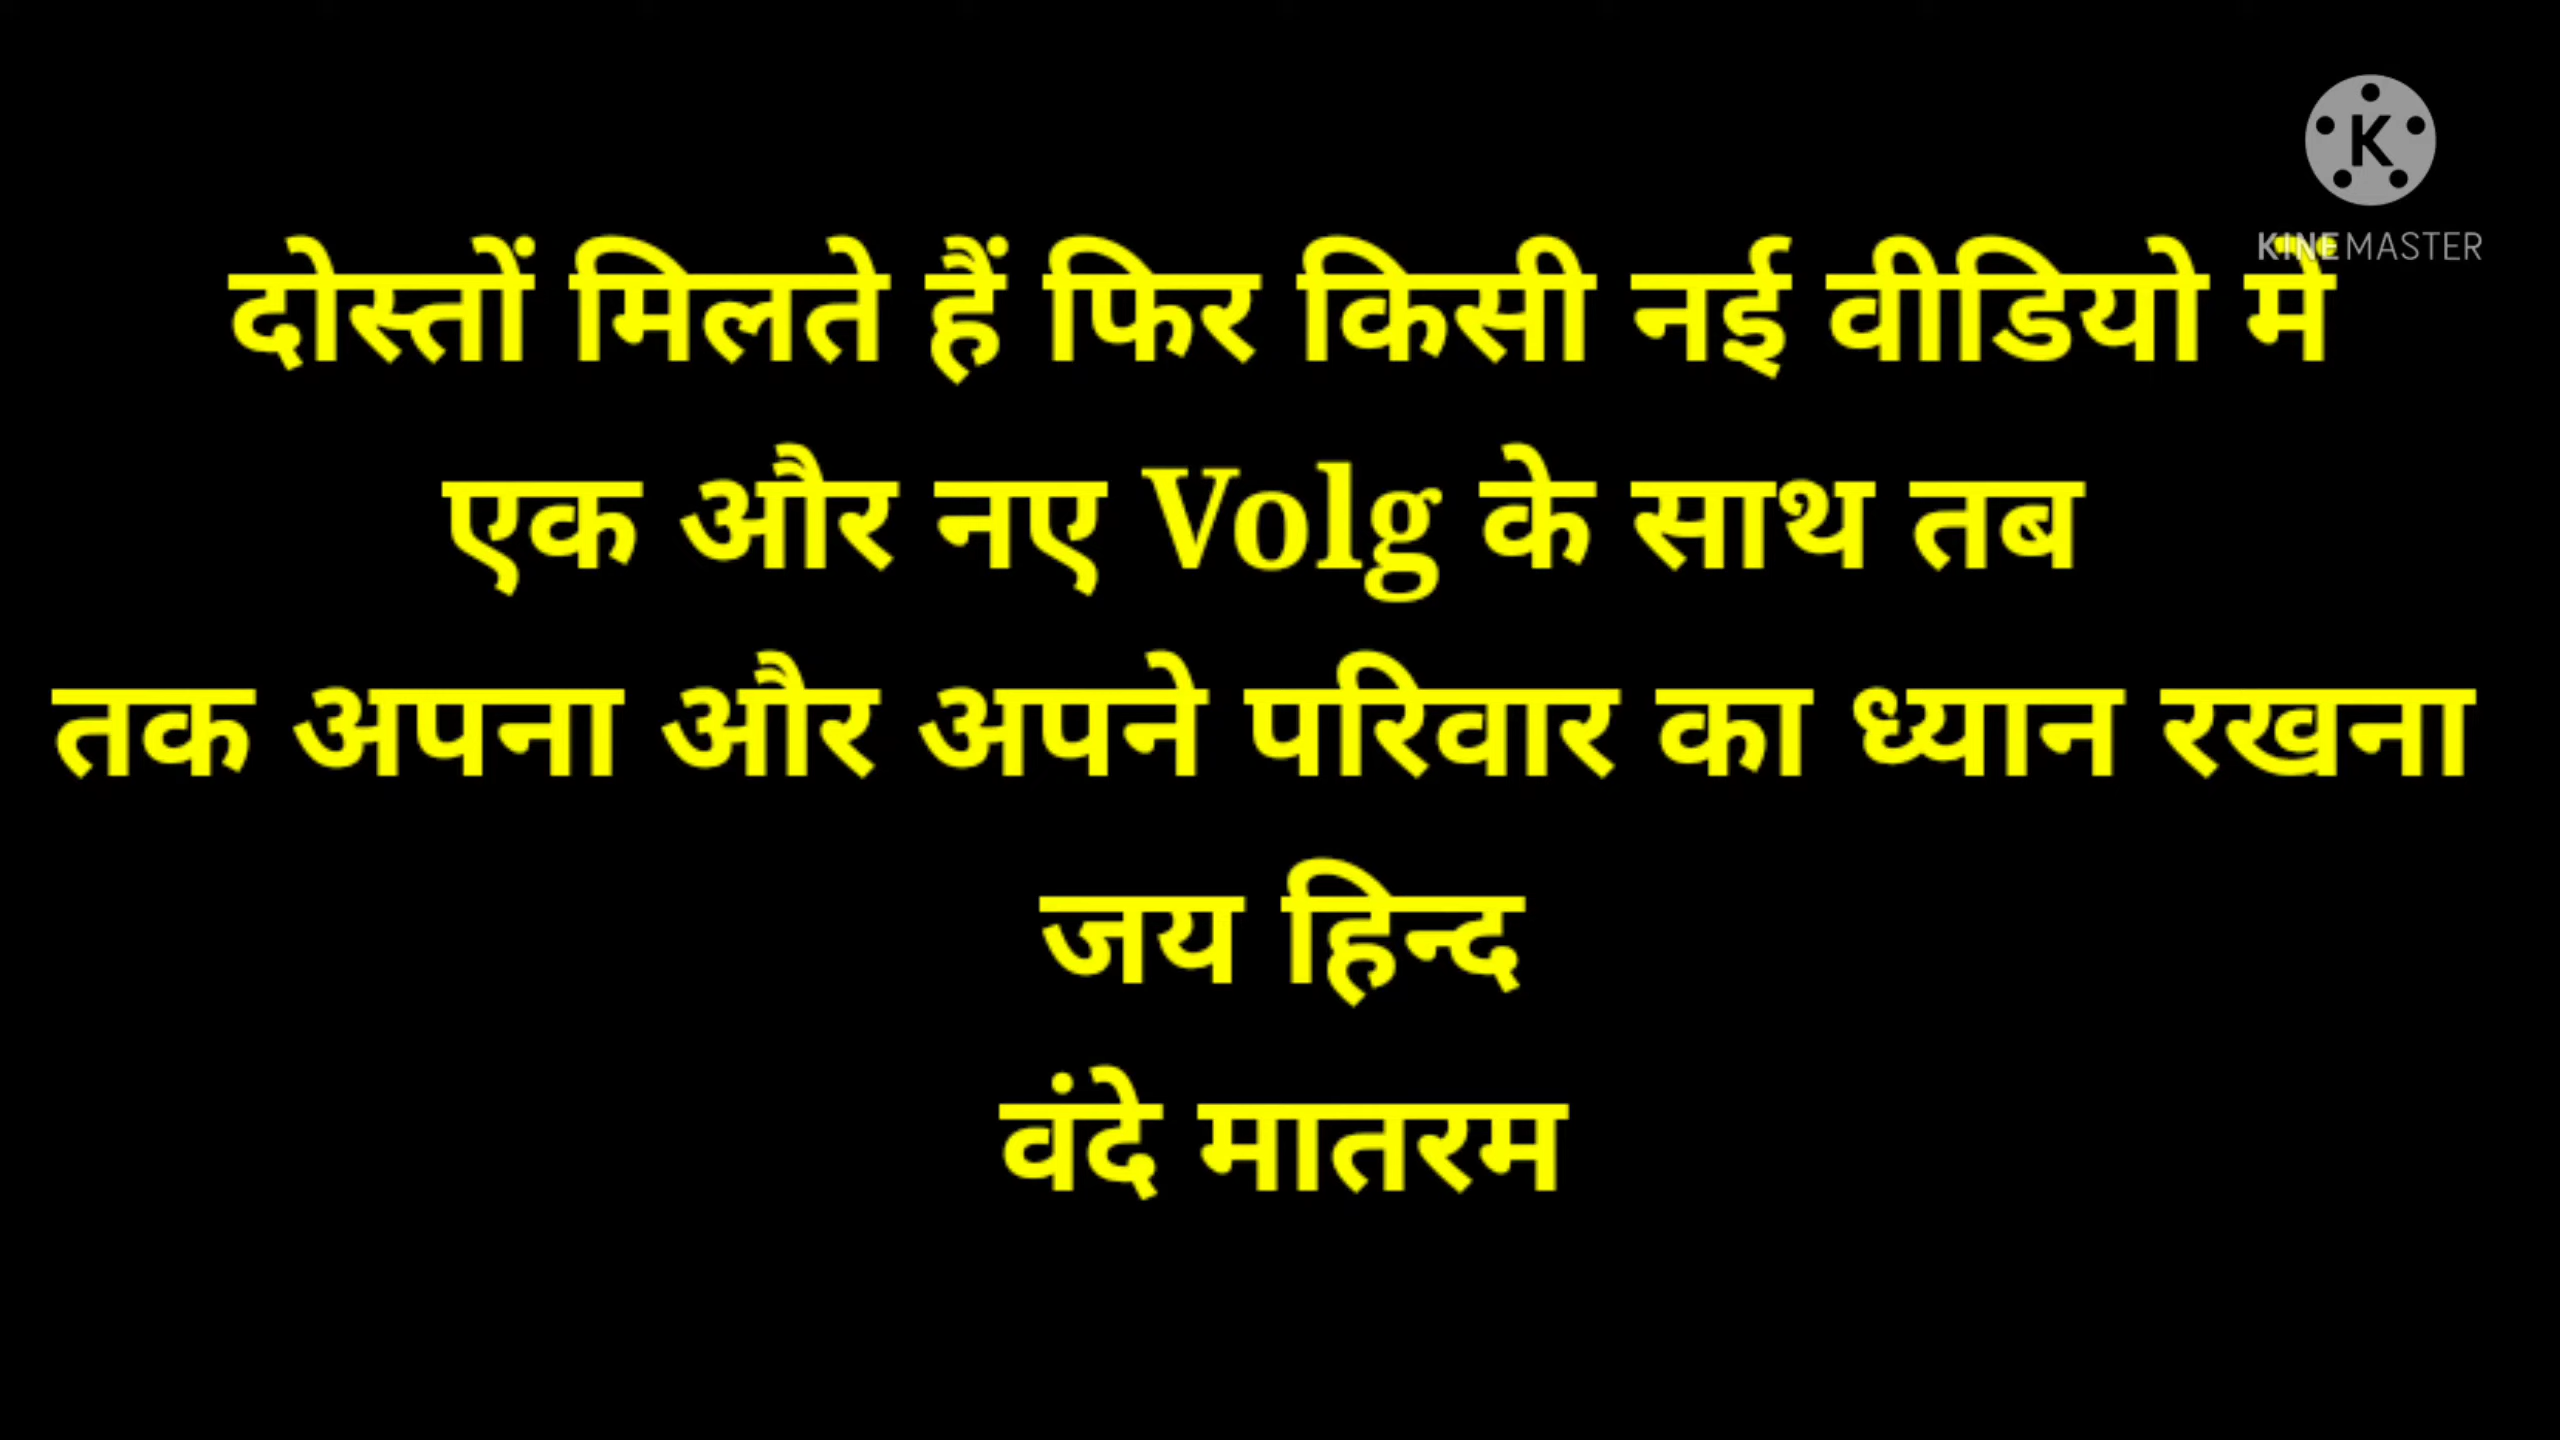 KINEMASTER
दोस्तों मिलते हैं फिर किसी नई वीडियो मे
एक और नए Volg के साथ तब
तक अपना और अपने परिवार का ध्यान रखना
जय हिन्द
वंदे मातरम